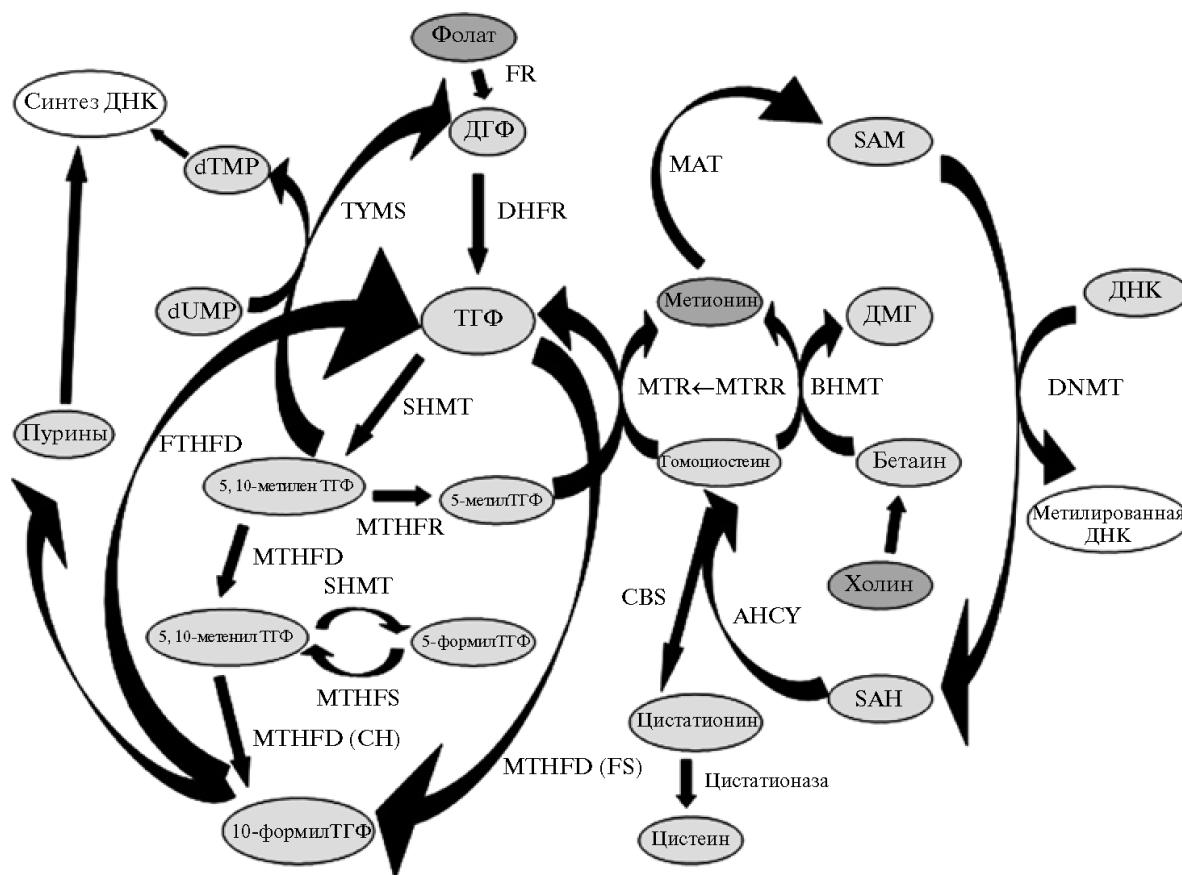 Фолат
FR
Синтез ДНК
ДГФ
SAM
dTMP
MAT
TYMS
DHFR
dUMP
ТГФ
Метионин
ДМГ
ДНК
MTR←MTRR
BHMT
DNMT
SHMT
Пурины
FTHFD
Гомоциостеин
Бетаин
5, 10-метилен ТГФ
5-метилТГФ
Метилированная
ДНК
MTHFR
MTHFD
SHMT
Холин
CBS
AHCY
5, 10-метенил ТГФ
5-формилТГФ
MTHFS
SAH
Цистатионин
MTHFD (CH)
MTHFD (FS)
Цистатионаза
10-формилТГФ
Цистеин